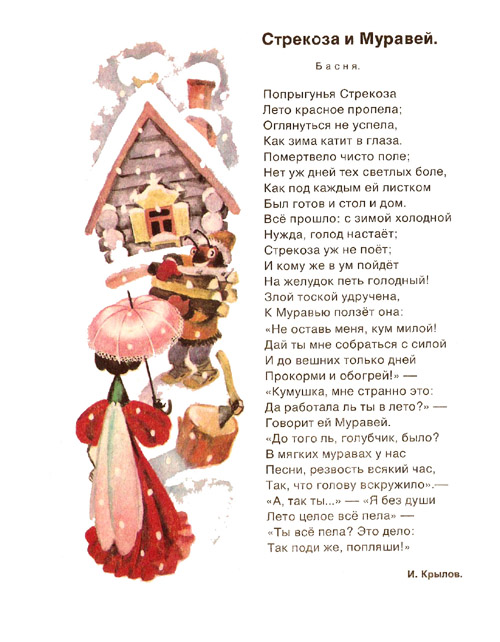 Стрекоза и Муравей.
Басня.
Попрыгунья Стрекоза
Лето красное пропела;
Оглянуться не успела,
Как зима катит в глаза.
Помертвело чисто поле;
Нет уж дней тех светлых боле,
Как под каждым ей листком
Был готов и стол и дом.
Всё прошло: с зимой холодной
Нужда, голод настаёт;
Стрекоза уж не поёт;
И кому же в ум пойдёт
На желудок петь голодный!
Злой тоской удручена,
К Муравью ползёт она:
«Не оставь меня, кум милой!
Дай ты мне собраться с силой
И до вешних только дней
Прокорми и обогрей!» —
«Кумушка, мне странно это:
Да работала ль ты в лето?» —
Говорит ей Муравей.
«До того ль, голубчик, было?
В мягких муравах у нас
Песни, резвость всякий час,
Так, что голову вскружило».—
«А, так ты...» — «Я без души
Лето целое всё пела» —
«Ты всё пела? Это дело:
Так поди же, попляши!»
И. Крылов.